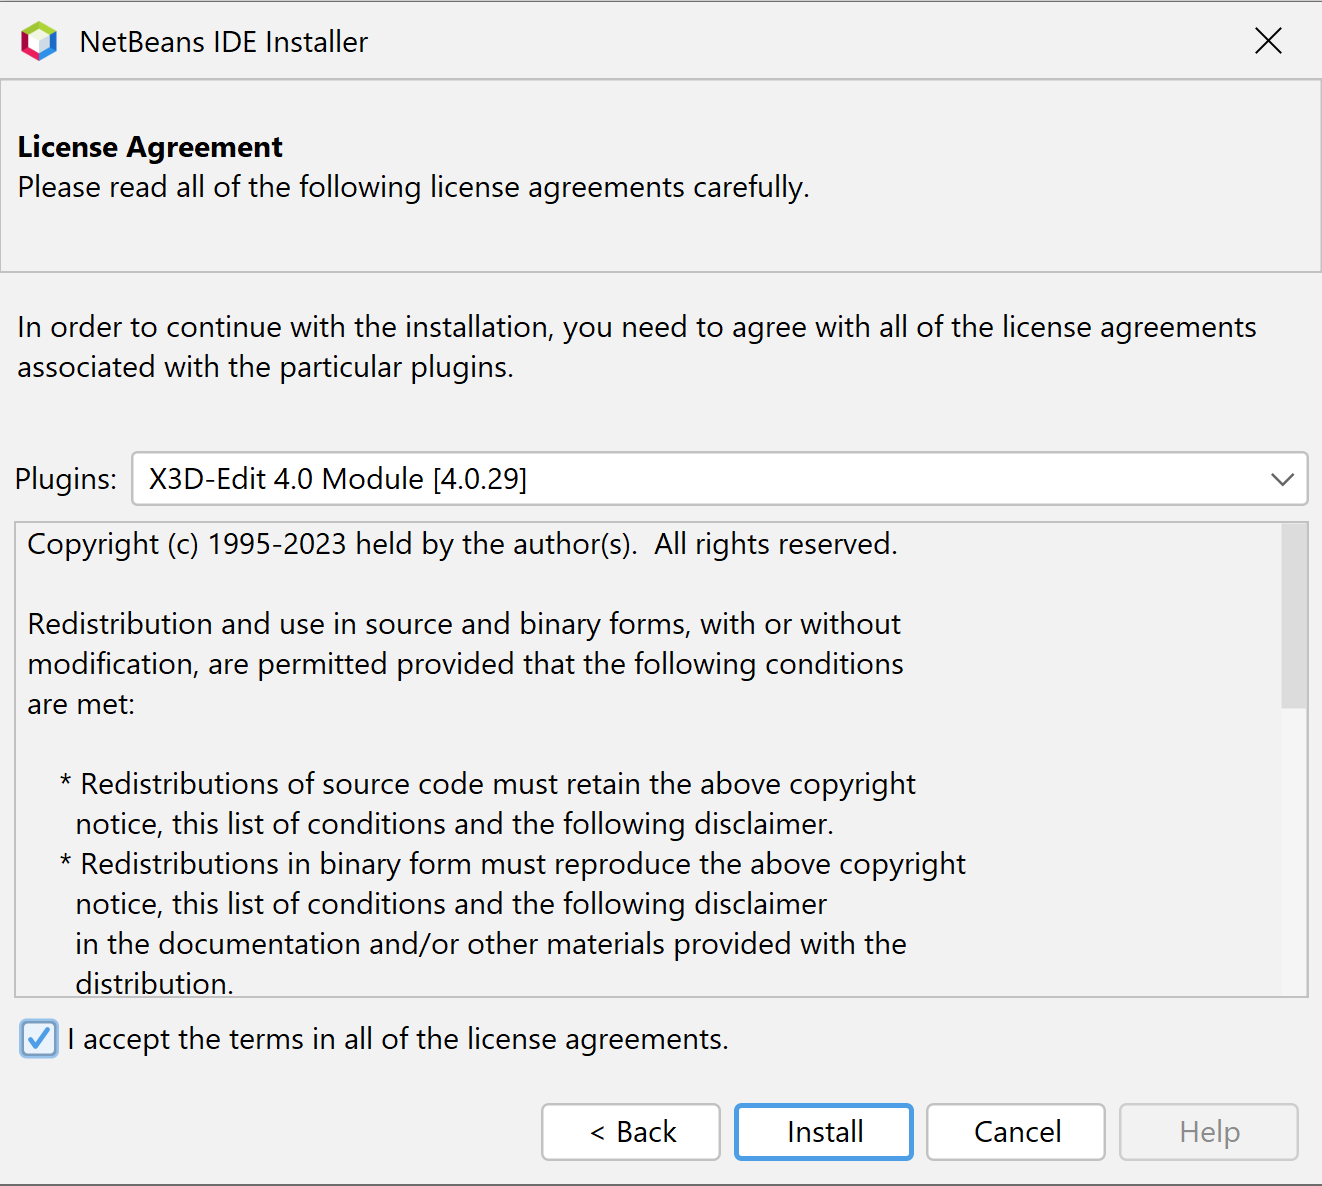 NetBeans IDE Installer
License Agreement
Please read all of the following license agreements carefully.
In order to continue with the installation, you need to agree with all of the license agreements
associated with the particular plugins.
Plugins: X3D-Edit 4.0 Module [4.0.29]
Copyright (c) 1995-2023 held by the author(s).  All rights reserved.
Redistribution and use in source and binary forms, with or without
modification, are permitted provided that the following conditions
are met:
* Redistributions of source code must retain the above copyright
notice, this list of conditions and the following disclaimer.
* Redistributions in binary form must reproduce the above copyright
notice, this list of conditions and the following disclaimer
in the documentation and/or other materials provided with the
distribution.
I accept the terms in all of the license agreements.
< Back Install Cancel Help